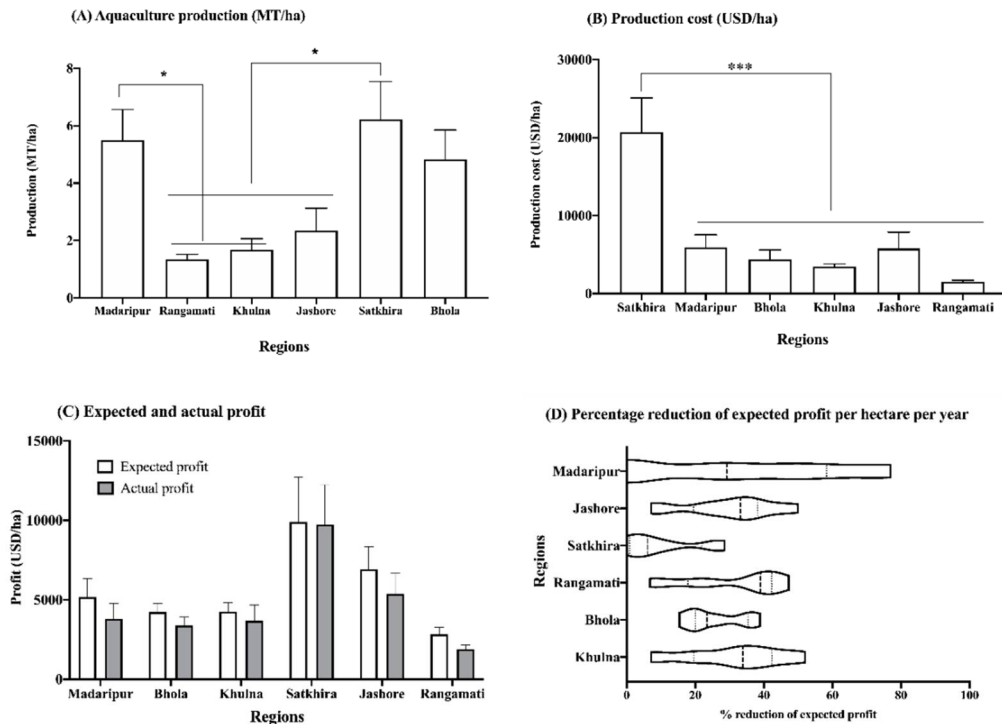 (A) Aquaculture production (MT/ha)
*
*
8
6
4
2
0
Production (MT/ha)
Madaripur Rangamati Khulna Jashore Satkhira Bhola
Regions
(B) Production cost (USD/ha)
***
30000
20000
10000
0
Production cost (USD/ha)
Satkhira Madaripur Bhola Khulna Jashore Rangamati
Regions
(C) Expected and actual profit
Expected profit
Actual profit
15000
10000
5000
0
Profit (USD/ha)
Madaripur Bhola Khulna Satkhira Jashore Rangamati
Regions
(D) Percentage reduction of expected profit per hectare per year
Madaripur
Jashore
Satkhira
Rangamati
Bhola
Khulna
Regions
0 20 40 60 80 100
% reduction of expected profit